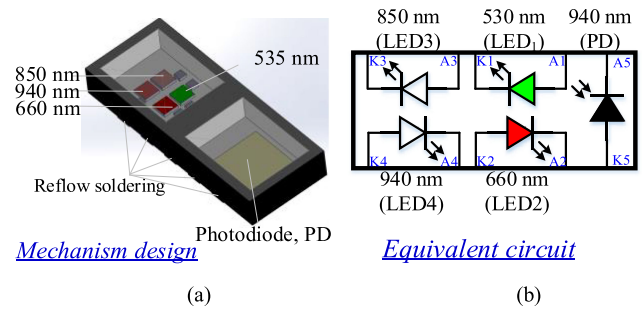 850 nm
940 nm
660 nm
535 nm
Reflow soldering
Photodiode, PD
Mechanism design
(a)
850 nm
(LED3)
530 nm
(LED1)
940 nm
(PD)
K3 A3 K1 A1 A5
K4 A4 K2 A2 K5
940 nm
(LED4)
660 nm
(LED2)
Equivalent circuit
(b)